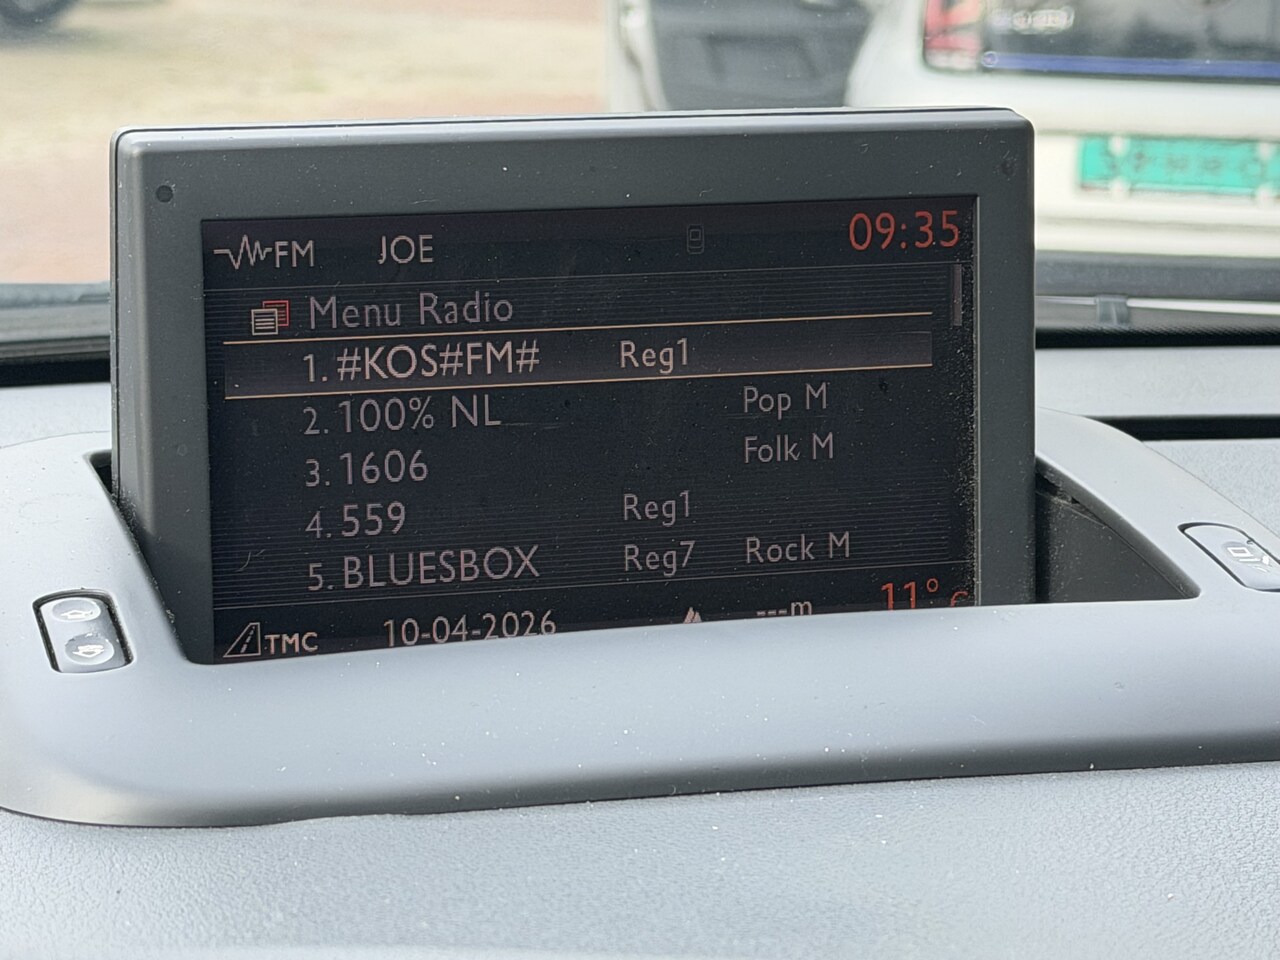 FM JOE 09:35
Menu Radio
1. #KOS#FM# Reg1
2. 100% NL Pop M
3. 1606 Folk M
4. 559 Reg1
5. BLUESBOX Reg7 Rock M
TMC 10-04-2026 ---m 11°